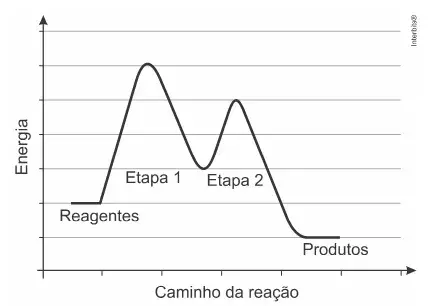 Interbits®
Energia
Etapa 1
Etapa 2
Reagentes
Produtos
Caminho da reação